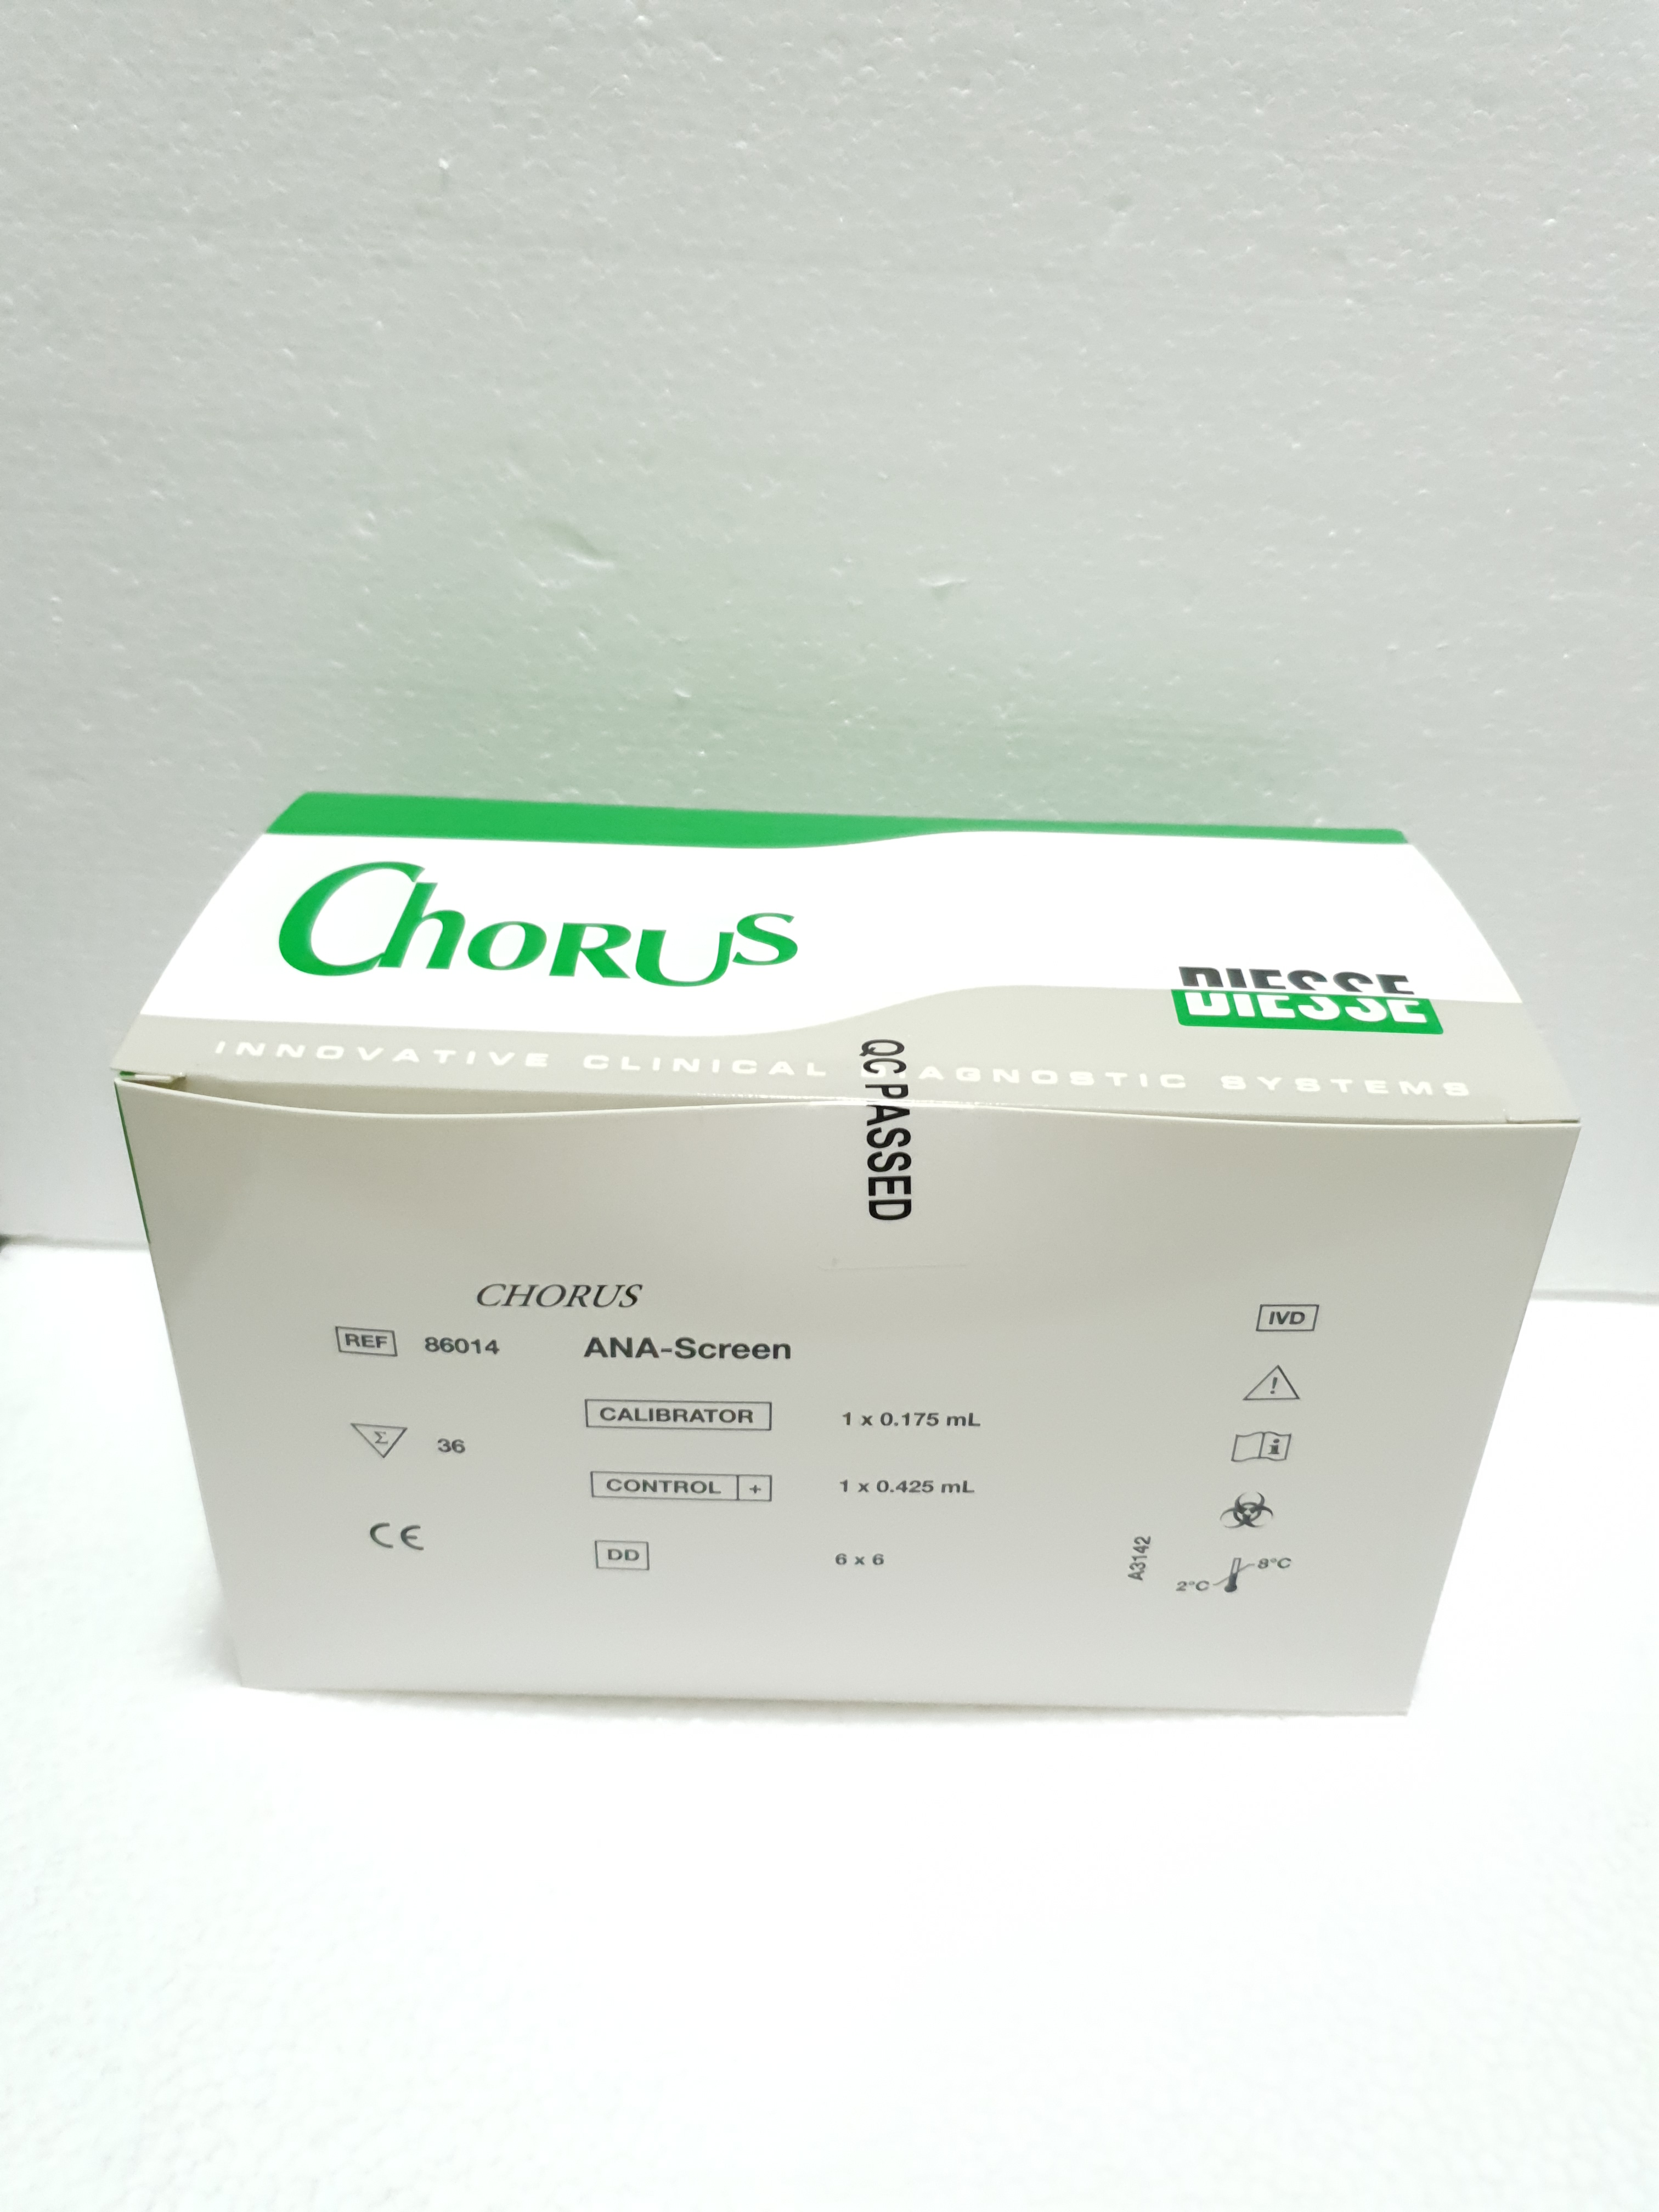 CHORUS
DIESSE
INNOVATIVE CLINICAL DIAGNOSTIC SYSTEMS
QC PASSED
CHORUS
REF 86014 ANA-Screen
IVD
CALIBRATOR 1 x 0.175 mL
Σ 36
CONTROL + 1 x 0.425 mL
CE
DD 6 x 6
A3142
2°C 8°C